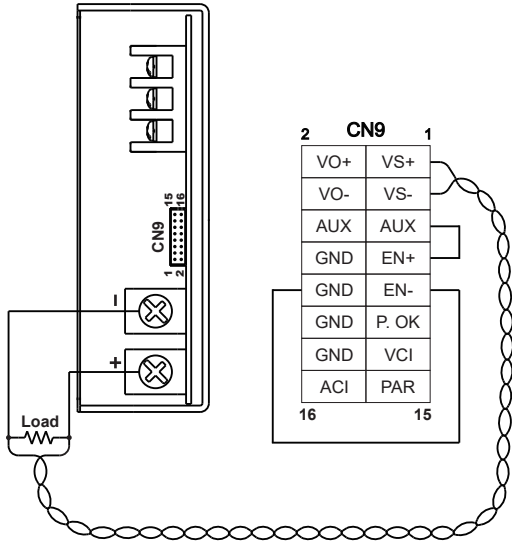 2 CN9 1
VO+ VS+
VO- VS-
AUX AUX
GND EN+
GND EN-
GND P. OK
GND VCI
ACI PAR
16 15
15 16
CN9
1 2
-
+
Load